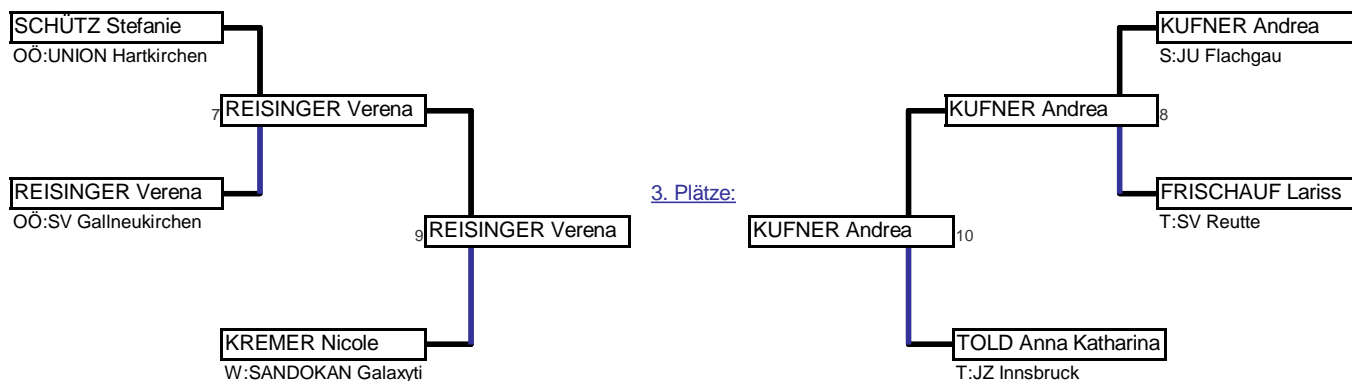 SCHÜTZ Stefanie
OÖ:UNION Hartkirchen
7 REISINGER Verena
REISINGER Verena
OÖ:SV Gallneukirchen
9 REISINGER Verena
KREMER Nicole
W:SANDOKAN Galaxyti
3. Plätze:
KUFNER Andrea
S:JU Flachgau
KUFNER Andrea 8
FRISCHAUF Lariss
T:SV Reutte
KUFNER Andrea 10
TOLD Anna Katharina
T:JZ Innsbruck